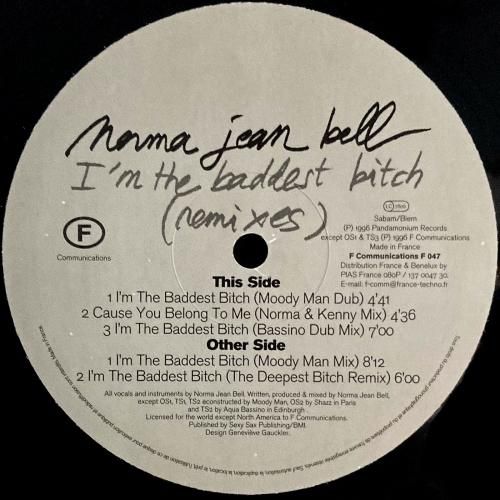 norma jean bell
I'm the baddest bitch
(remixes)
F
Communications
LC
Sabam/Biem
(P) 1996 Pandamonium Records
except OS1 & TS3 (P) 1996 F Communications
Made in France
F Communications F 047
Distribution France & Benelux by
PIAS France 080P / 137 0047 30.
E-mail: f-comm@france-techno.fr
This Side
1 I'm The Baddest Bitch (Moody Man Dub) 4'41
2 Cause You Belong To Me (Norma & Kenny Mix) 4'36
3 I'm The Baddest Bitch (Bassino Dub Mix) 7'00
Other Side
1 I'm The Baddest Bitch (Moody Man Mix) 8'12
2 I'm The Baddest Bitch (The Deepest Bitch Remix) 6'00
All vocals and instruments by Norma Jean Bell. Written, produced & mixed by Norma Jean Bell,
except OS1, TS1, TS2 econstructed by Moody Man, OS2 by Shazz in Paris
and TS2 by Aqua Bassino in Edinburgh .
Licensed for the world except North America to F Communications.
Published by Sexy Sax Publishing/BMI.
Design Geneviève Gauckler.